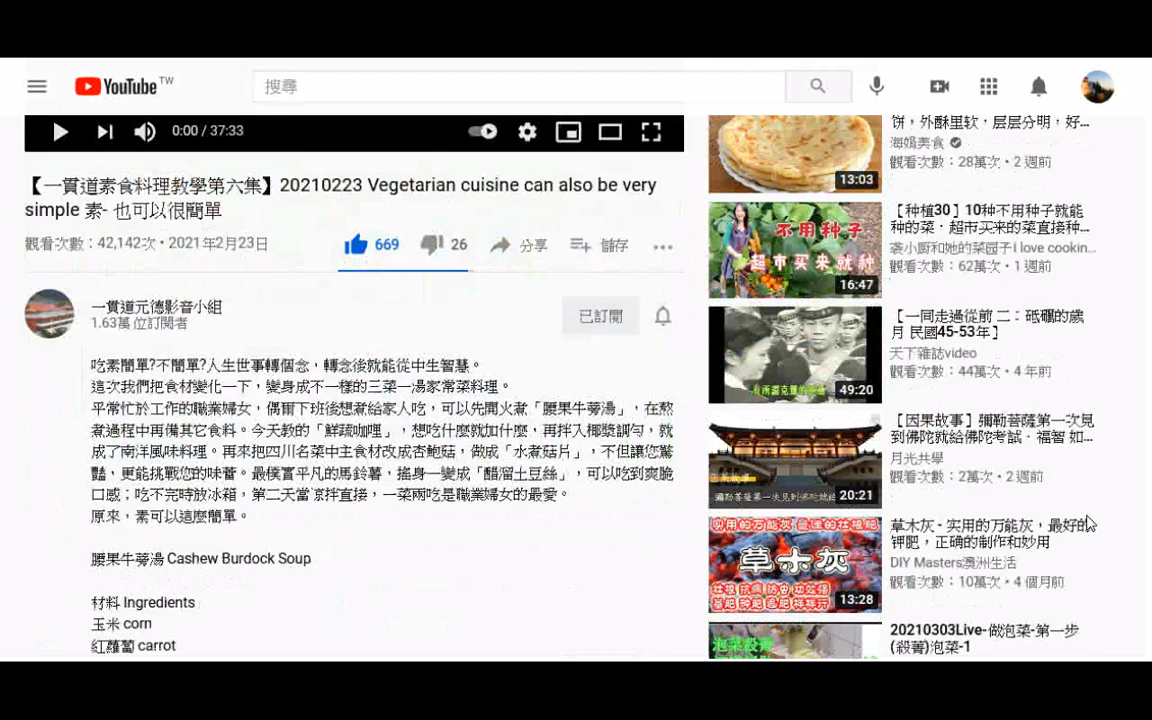 YouTube TW
搜尋
0:00 / 37:33
【一貫道素食料理教學第六集】20210223 Vegetarian cuisine can also be very
simple 素- 也可以很簡單
觀看次數：42,142次・2021年2月23日
669
26
分享
儲存
一貫道元德影音小組
1.63萬 位訂閱者
已訂閱
吃素簡單?不簡單?人生世事轉個念，轉念後就能從中生智慧。
這次我們把食材變化一下，變身成不一樣的三菜一湯家常菜料理。
平常忙於工作的職業婦女，偶爾下班後想煮給家人吃，可以先開火煮「腰果牛蒡湯」，在熬
煮過程中再備其它食料。今天教的「鮮蔬咖哩」，想吃什麼就加什麼，再拌入椰漿調勻，就
成了南洋風味料理。再來把四川名菜中主食材改成杏鮑菇，做成「水煮菇片」，不但讓您驚
豔，更能挑戰您的味蕾。最樸實平凡的馬鈴薯，搖身一變成「醋溜土豆絲」，可以吃到爽脆
口感；吃不完時放冰箱，第二天當涼拌直接，一菜兩吃是職業婦女的最愛。
原來，素可以這麼簡單。
腰果牛蒡湯 Cashew Burdock Soup
材料 Ingredients
玉米 corn
紅蘿蔔 carrot
饼，外酥里软，层层分明，好...
海娟美食
觀看次數：28萬次・2 週前
13:03
【种植30】10种不用种子就能
种的菜・超市买来的菜直接种...
袭小厨和她的菜园子i love cookin...
觀看次數：62萬次・1 週前
不用种子
超市买来就种
16:47
【一同走過從前 二：砥礪的歲
月 民國45-53年】
天下雜誌video
觀看次數：44萬次・4 年前
49:20
【因果故事】彌勒菩薩第一次見
到佛陀就給佛陀考試・福智 如...
月光共學
觀看次數：2萬次・2 週前
20:21
草木灰 - 实用的万能灰，最好的
钾肥，正确的制作和妙用
DIY Masters澳洲生活
觀看次數：10萬次・4 個月前
草木灰
13:28
20210303Live-做泡菜-第一步
(殺菁)泡菜-1
泡菜殺菁